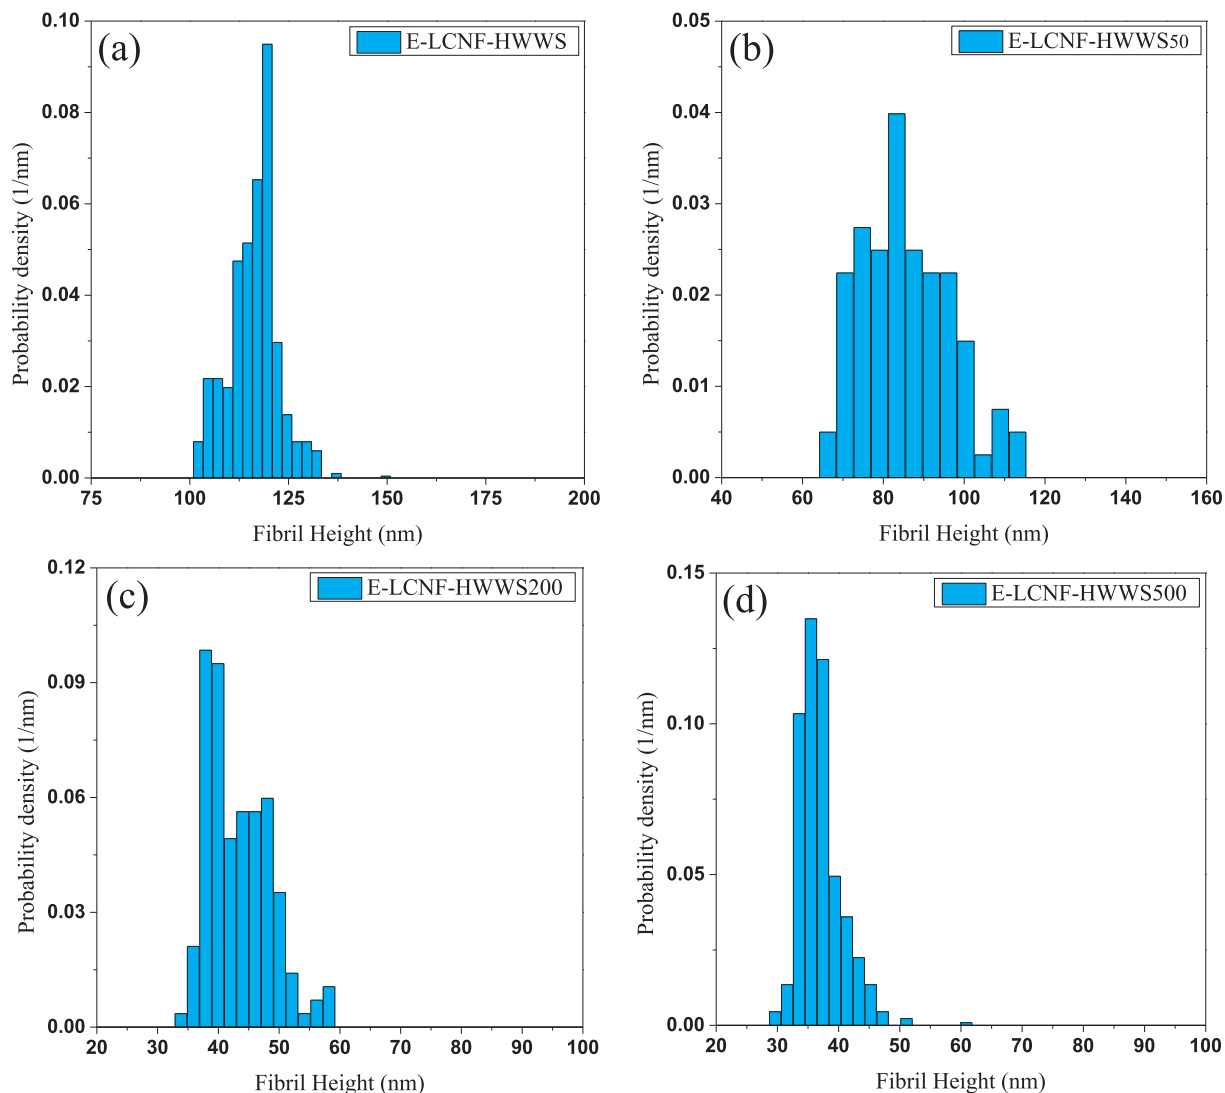 (a)
E-LCNF-HWWS
0.10
0.08
0.06
0.04
0.02
0.00
Probability density (1/nm)
75 100 125 150 175 200
Fibril Height (nm)
(b)
E-LCNF-HWWS50
0.05
0.04
0.03
0.02
0.01
0.00
Probability density (1/nm)
40 60 80 100 120 140 160
Fibril Height (nm)
(c)
E-LCNF-HWWS200
0.12
0.09
0.06
0.03
0.00
Probability density (1/nm)
20 30 40 50 60 70 80 90 100
Fibril Height (nm)
(d)
E-LCNF-HWWS500
0.15
0.10
0.05
0.00
Probability density (1/nm)
20 30 40 50 60 70 80 90 100
Fibril Height (nm)